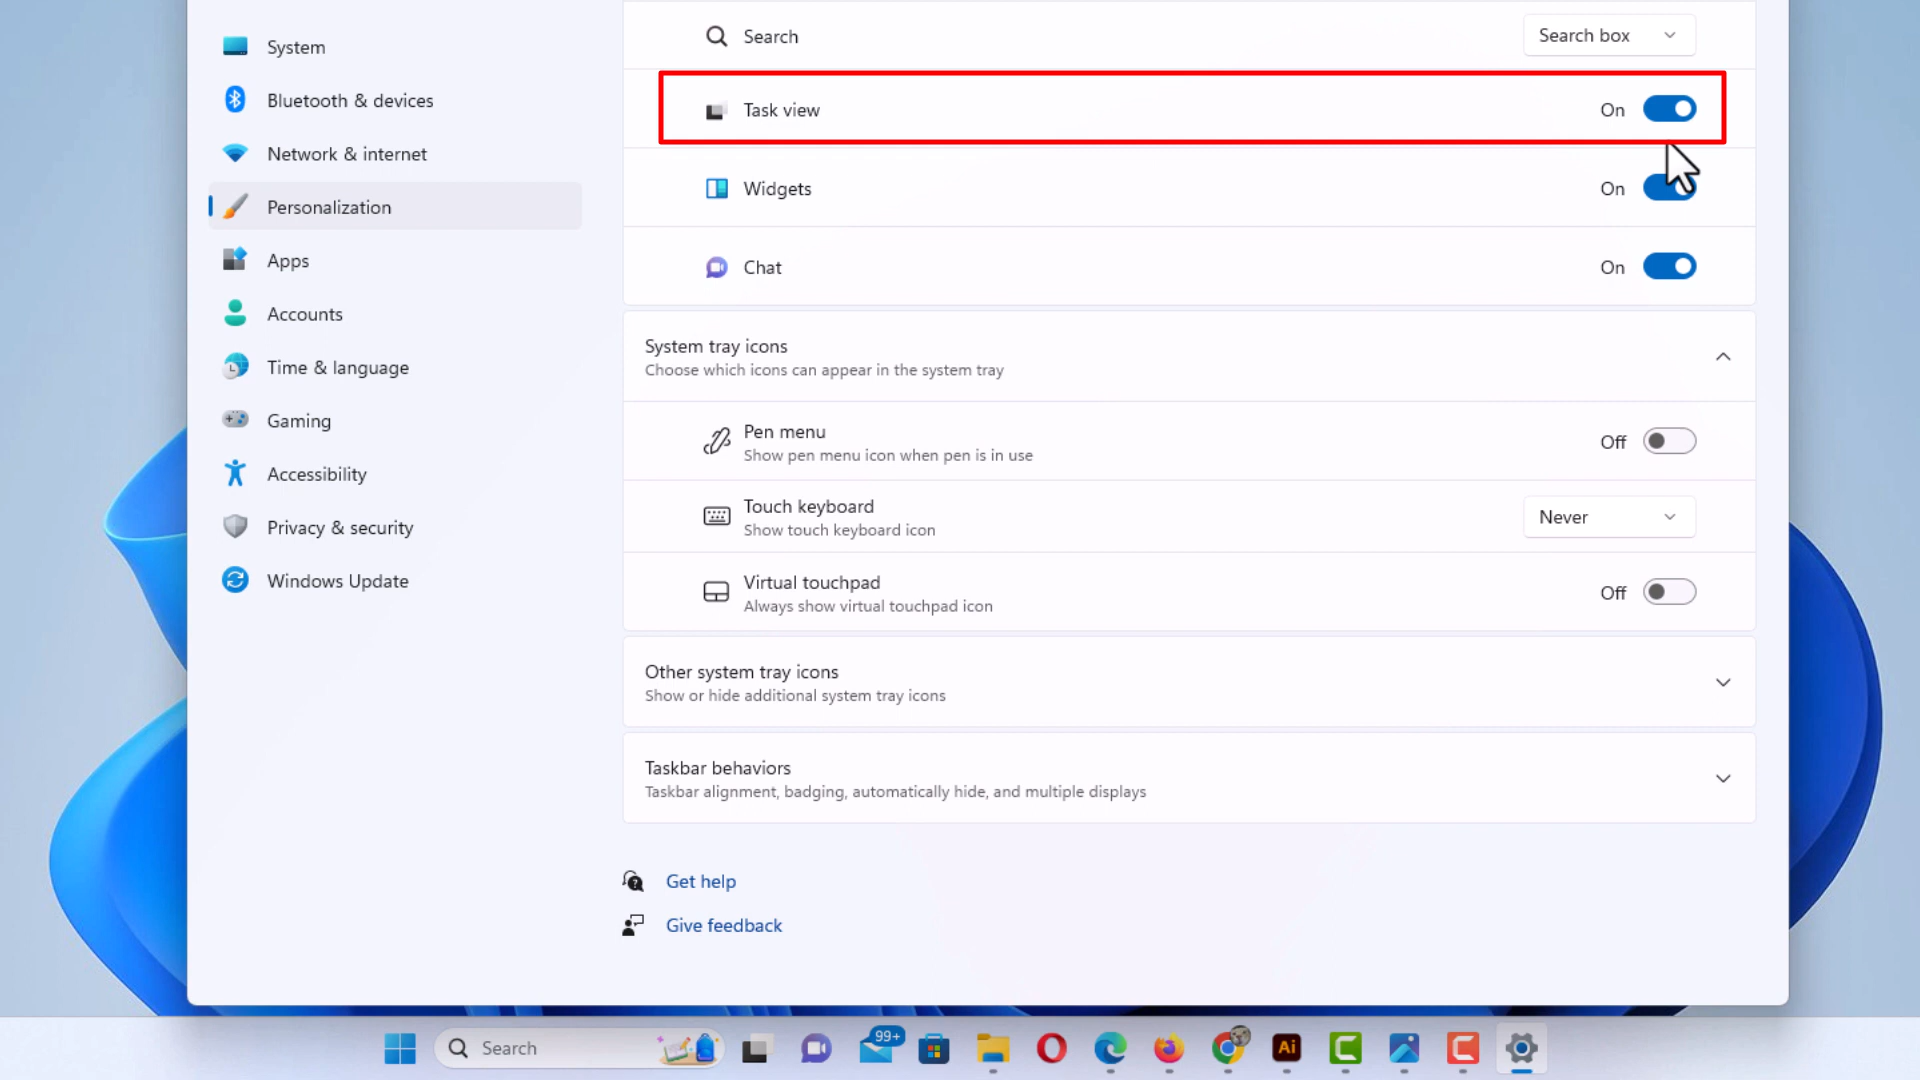 System
Bluetooth & devices
Network & internet
Personalization
Apps
Accounts
Time & language
Gaming
Accessibility
Privacy & security
Windows Update
Search
Search box
Task view
On
Widgets
On
Chat
On
System tray icons
Choose which icons can appear in the system tray
Pen menu
Show pen menu icon when pen is in use
Off
Touch keyboard
Show touch keyboard icon
Never
Virtual touchpad
Always show virtual touchpad icon
Off
Other system tray icons
Show or hide additional system tray icons
Taskbar behaviors
Taskbar alignment, badging, automatically hide, and multiple displays
Get help
Give feedback
Search
99+
Ai